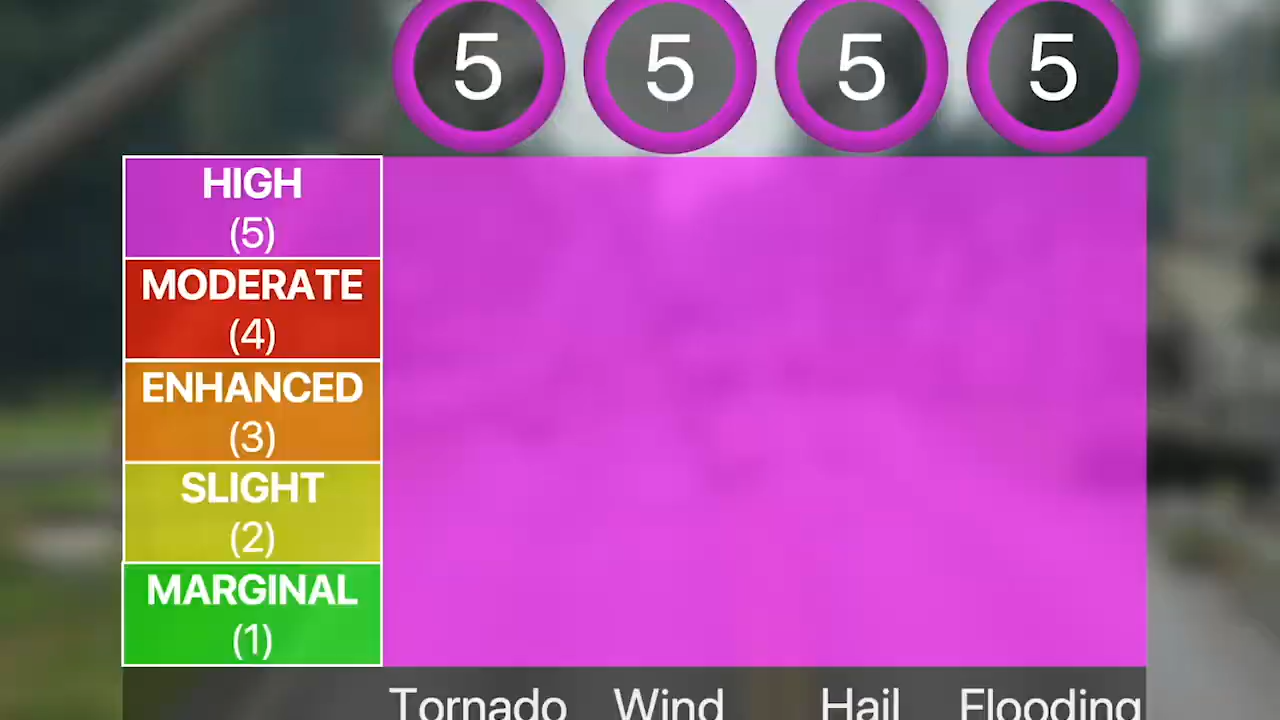 5 5 5 5
HIGH
(5)
MODERATE
(4)
ENHANCED
(3)
SLIGHT
(2)
MARGINAL
(1)
Tornado Wind Hail Flooding